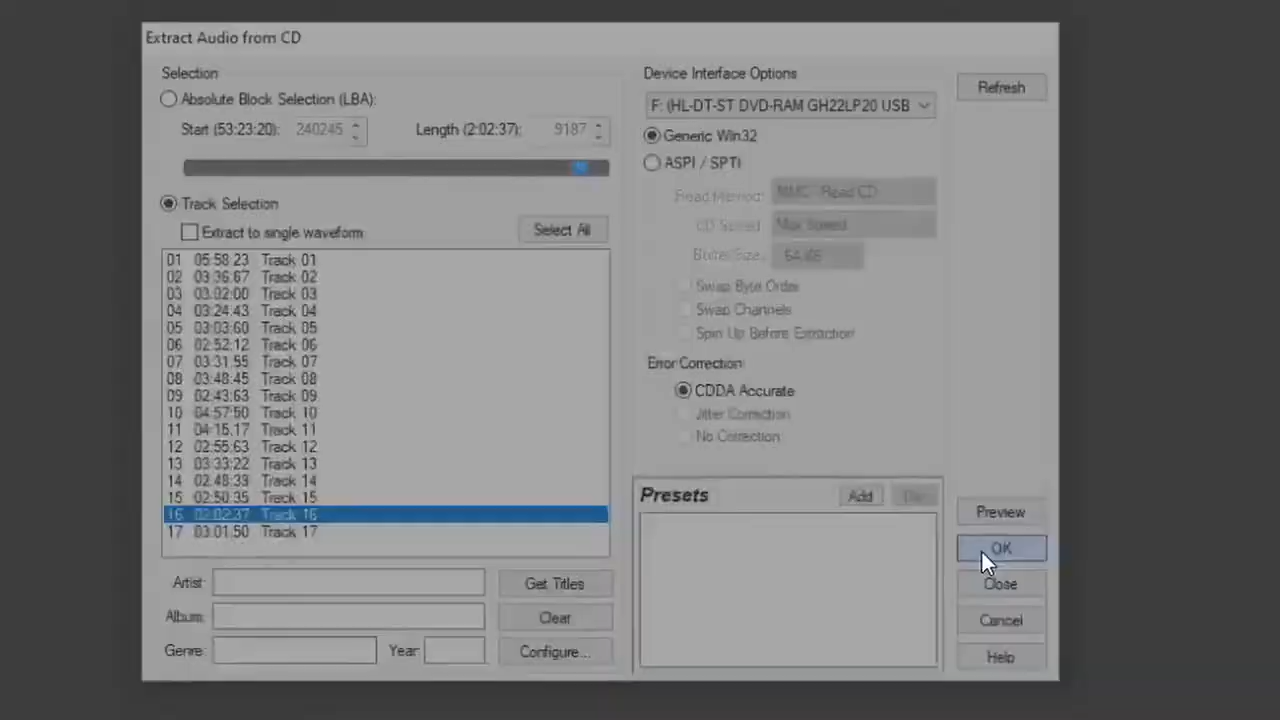 Extract Audio from CD
Selection
Absolute Block Selection (LBA):
Start (53:23:20): 240245 Length (2:02:37): 9187
Track Selection
Extract to single waveform Select All
01 05:58:23 Track 01
02 03:36:67 Track 02
03 03:02:00 Track 03
04 03:24:43 Track 04
05 03:03:60 Track 05
06 02:52:12 Track 06
07 03:31:55 Track 07
08 03:48:45 Track 08
09 02:43:63 Track 09
10 04:57:50 Track 10
11 04:15:17 Track 11
12 02:55:63 Track 12
13 03:33:22 Track 13
14 02:48:33 Track 14
15 02:50:35 Track 15
16 02:02:37 Track 16
17 03:01:50 Track 17
Artist: Get Titles
Album: Clear
Genre: Year: Configure...
Device Interface Options
F: (HL-DT-ST DVD-RAM GH22LP20 USB
Generic Win32
ASPI / SPTI
Read Method: MMC - Read CD
CD Speed: Max Speed
Buffer Size:
Swap Byte Order
Swap Channels
Spin Up Before Extraction
Error Correction
CDDA Accurate
Jitter Correction
No Correction
Presets Add
Refresh
Preview
OK
Close
Cancel
Help